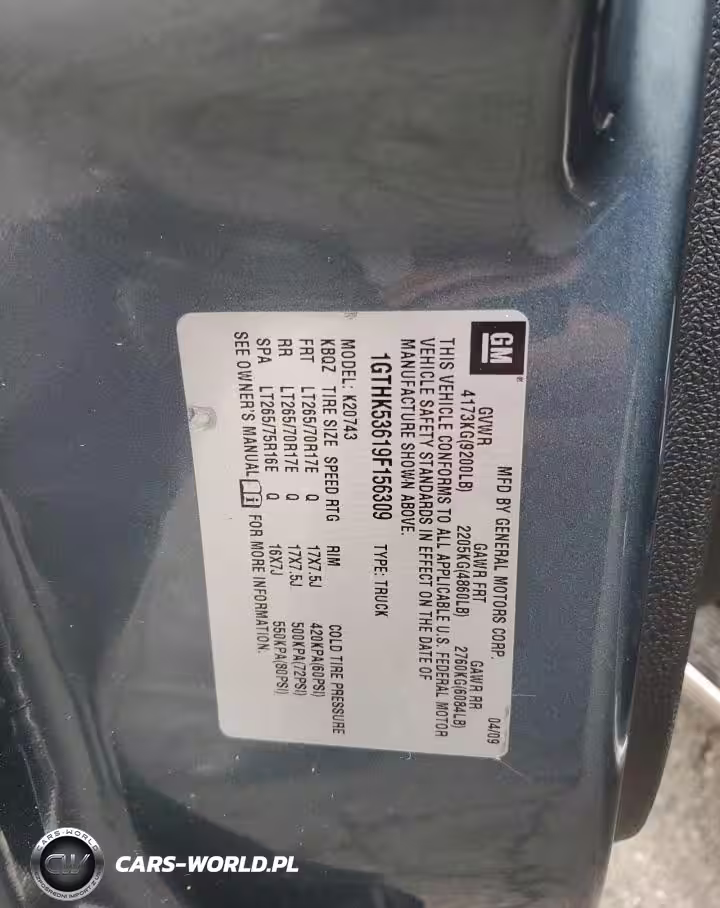 GM
MFD BY GENERAL MOTORS CORP. 04/09
GVWR GAWR FRT GAWR RR
4173KG(9200LB) 2205KG(4860LB) 2760KG(6084LB)
THIS VEHICLE CONFORMS TO ALL APPLICABLE U.S. FEDERAL MOTOR
VEHICLE SAFETY STANDARDS IN EFFECT ON THE DATE OF
MANUFACTURE SHOWN ABOVE.
1GTHK53619F156309 TYPE: TRUCK
MODEL: K20743
KBQZ TIRE SIZE SPEED RTG RIM COLD TIRE PRESSURE
FRT LT265/70R17E Q 17X7.5J 420KPA(60PSI)
RR LT265/70R17E Q 17X7.5J 500KPA(72PSI)
SPA LT265/75R16E Q 16X7J 550KPA(80PSI)
SEE OWNER'S MANUAL FOR MORE INFORMATION.
CARS-WORLD
CW
CARS-WORLD.PL